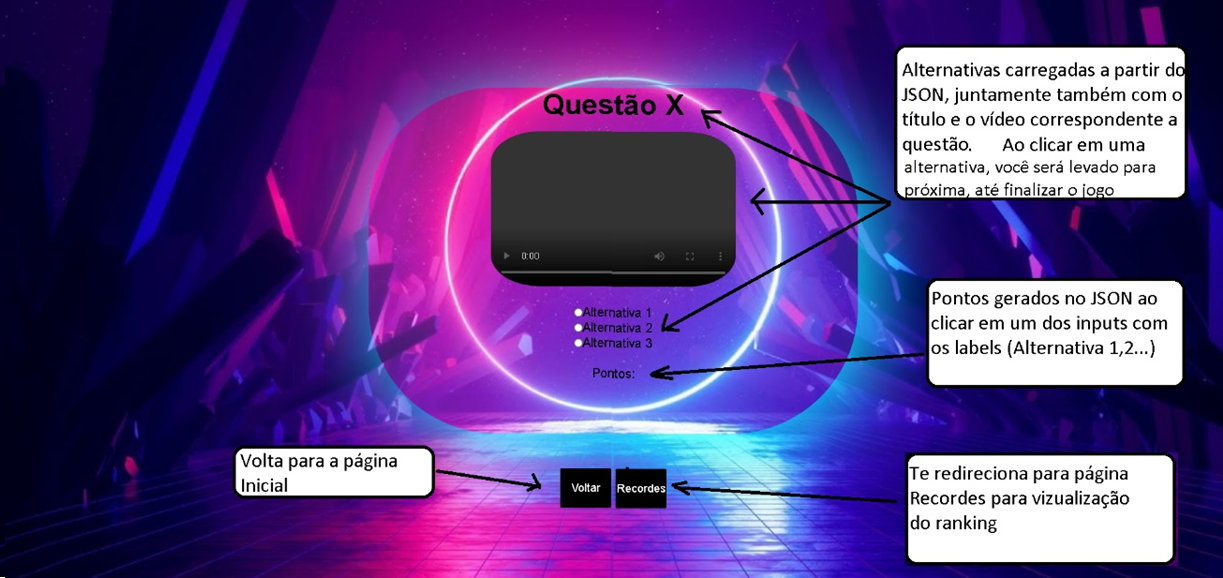 Questão X
0:00
Alternativa 1
Alternativa 2
Alternativa 3
Pontos:
Voltar
Recordes
Alternativas carregadas a partir do
JSON, juntamente também com o
título e o vídeo correspondente a
questão. Ao clicar em uma
alternativa, você será levado para
próxima, até finalizar o jogo
Pontos gerados no JSON ao
clicar em um dos inputs com
os labels (Alternativa 1,2...)
Volta para a página
Inicial
Te redireciona para página
Recordes para vizualização
do ranking